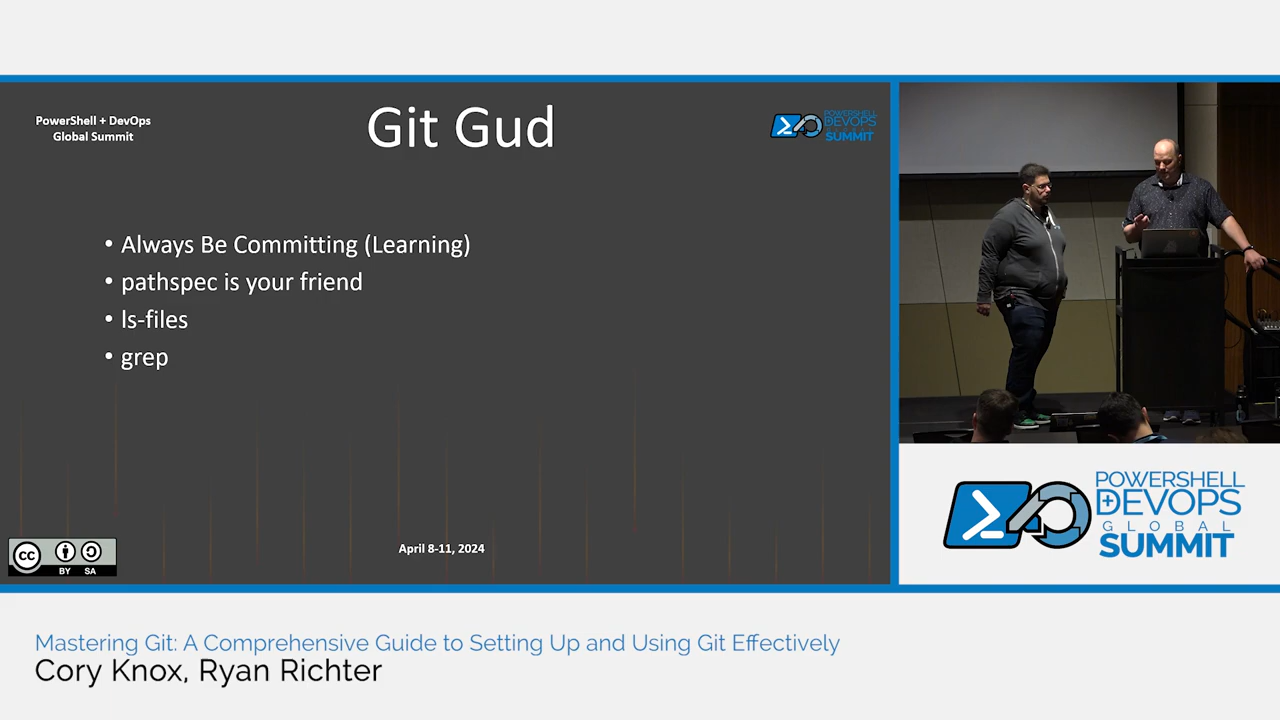 PowerShell + DevOps
Global Summit
Git Gud
POWERSHELL
DEVOPS
GLOBAL
SUMMIT
• Always Be Committing (Learning)
• pathspec is your friend
• ls-files
• grep
April 8-11, 2024
cc
BY SA
POWERSHELL
DEVOPS
GLOBAL
SUMMIT
Mastering Git: A Comprehensive Guide to Setting Up and Using Git Effectively
Cory Knox, Ryan Richter